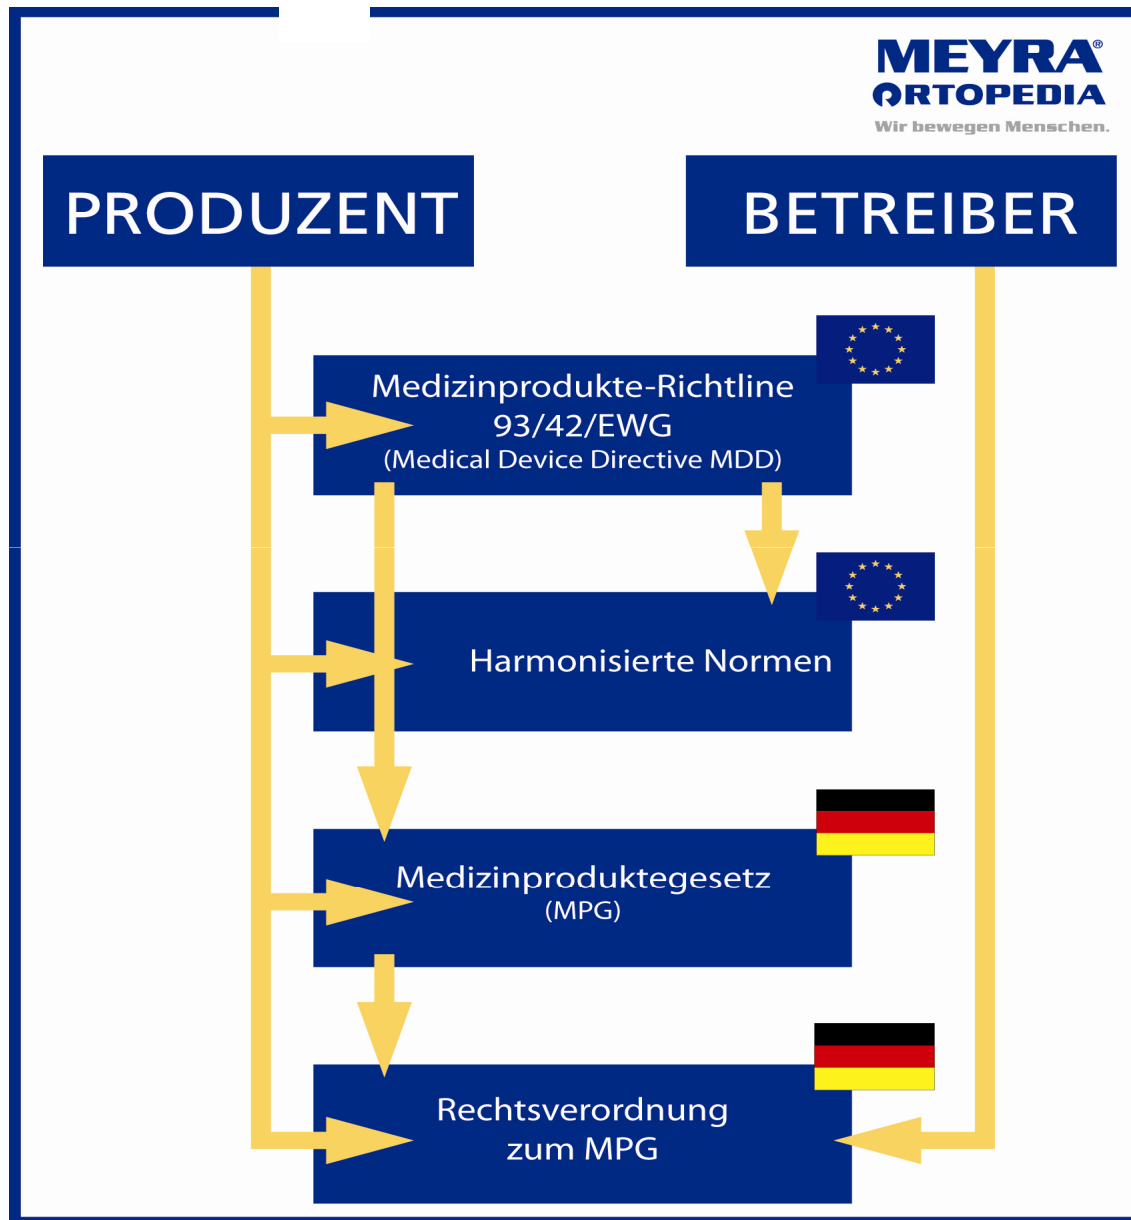 MEYRA®
ORTOPEDIA
Wir bewegen Menschen.
PRODUZENT
BETREIBER
Medizinprodukte-Richtline
93/42/EWG
(Medical Device Directive MDD)
Harmonisierte Normen
Medizinproduktegesetz
(MPG)
Rechtsverordnung
zum MPG